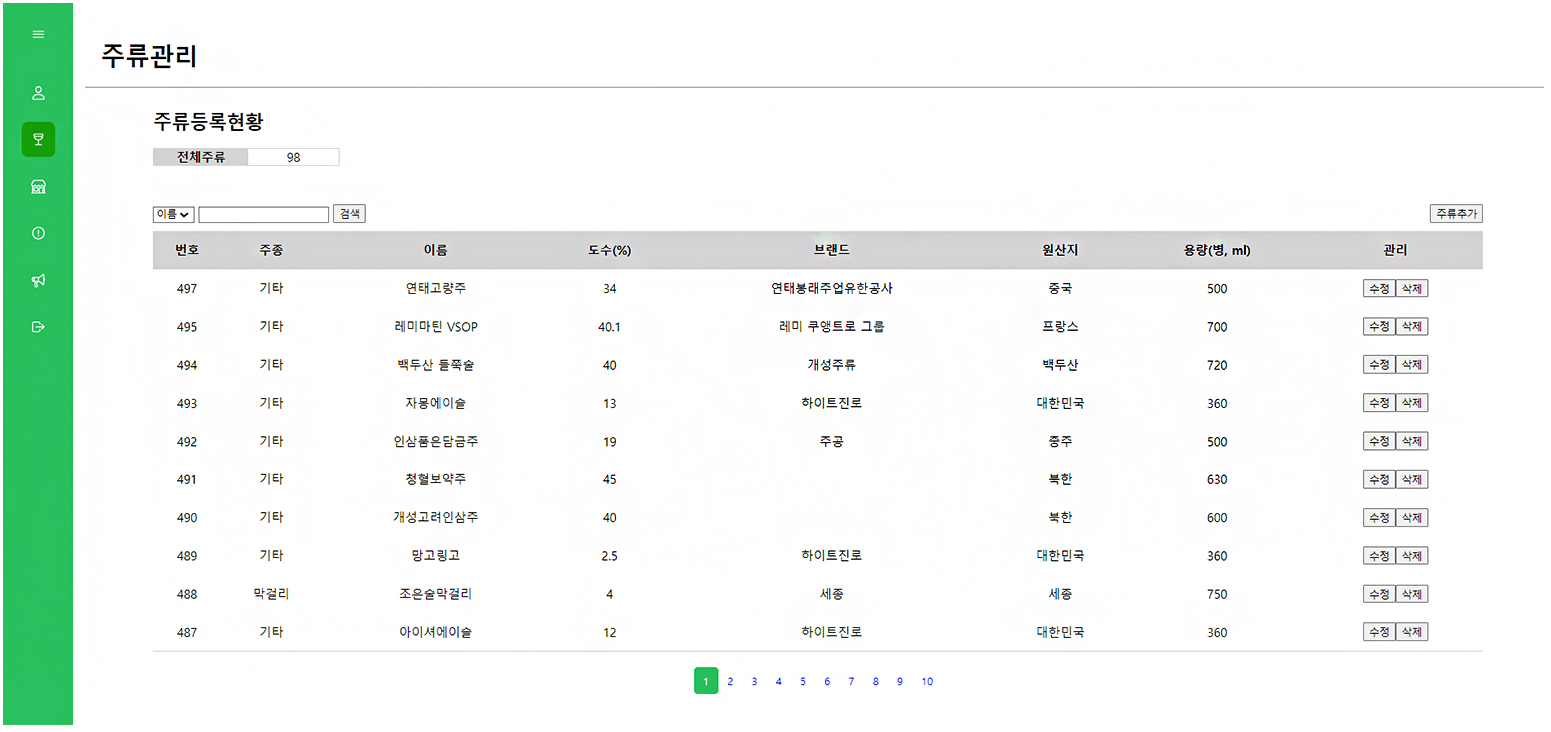 주류관리
주류등록현황
전체주류 98
이름 검색 주류추가
번호 주종 이름 도수(%) 브랜드 원산지 용량(병, ml) 관리
497 기타 연태고량주 34 연태봉래주업유한공사 중국 500 수정 삭제
495 기타 레미마틴 VSOP 40.1 레미 쿠앵트로 그룹 프랑스 700 수정 삭제
494 기타 백두산 들쭉술 40 개성주류 백두산 720 수정 삭제
493 기타 자몽에이슬 13 하이트진로 대한민국 360 수정 삭제
492 기타 인삼품은담금주 19 주공 충주 500 수정 삭제
491 기타 청혈보약주 45 북한 630 수정 삭제
490 기타 개성고려인삼주 40 북한 600 수정 삭제
489 기타 망고링고 2.5 하이트진로 대한민국 360 수정 삭제
488 막걸리 조은술막걸리 4 세종 세종 750 수정 삭제
487 기타 아이셔에이슬 12 하이트진로 대한민국 360 수정 삭제
1 2 3 4 5 6 7 8 9 10